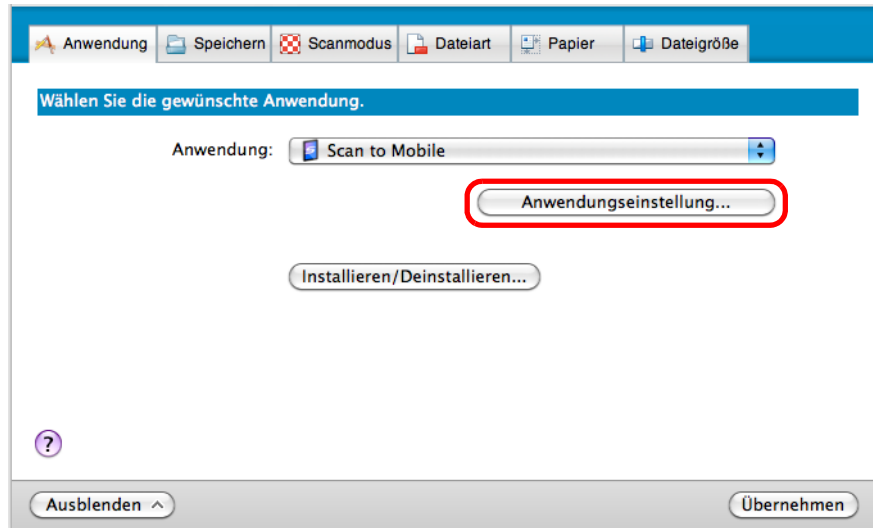 Anwendung Speichern Scanmodus Dateiart Papier Dateigröße
Wählen Sie die gewünschte Anwendung.
Anwendung: Scan to Mobile
Anwendungseinstellung...
Installieren/Deinstallieren...
?
Ausblenden Übernehmen